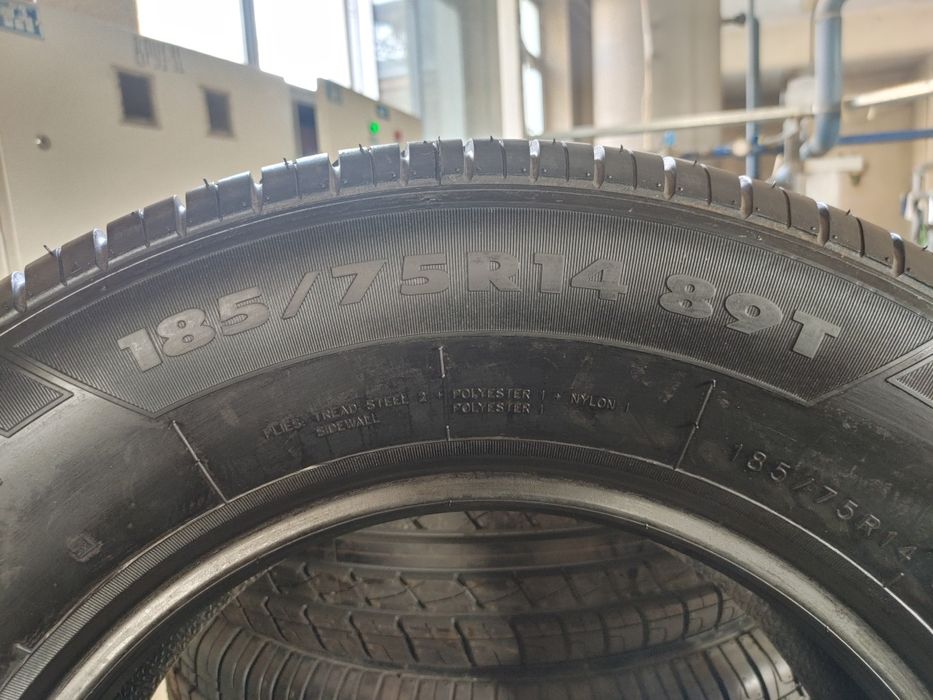 185/75R14 89T
PLIES: TREAD STEEL 2 + POLYESTER 1 + NYLON 1
SIDEWALL POLYESTER 1
185/75R14